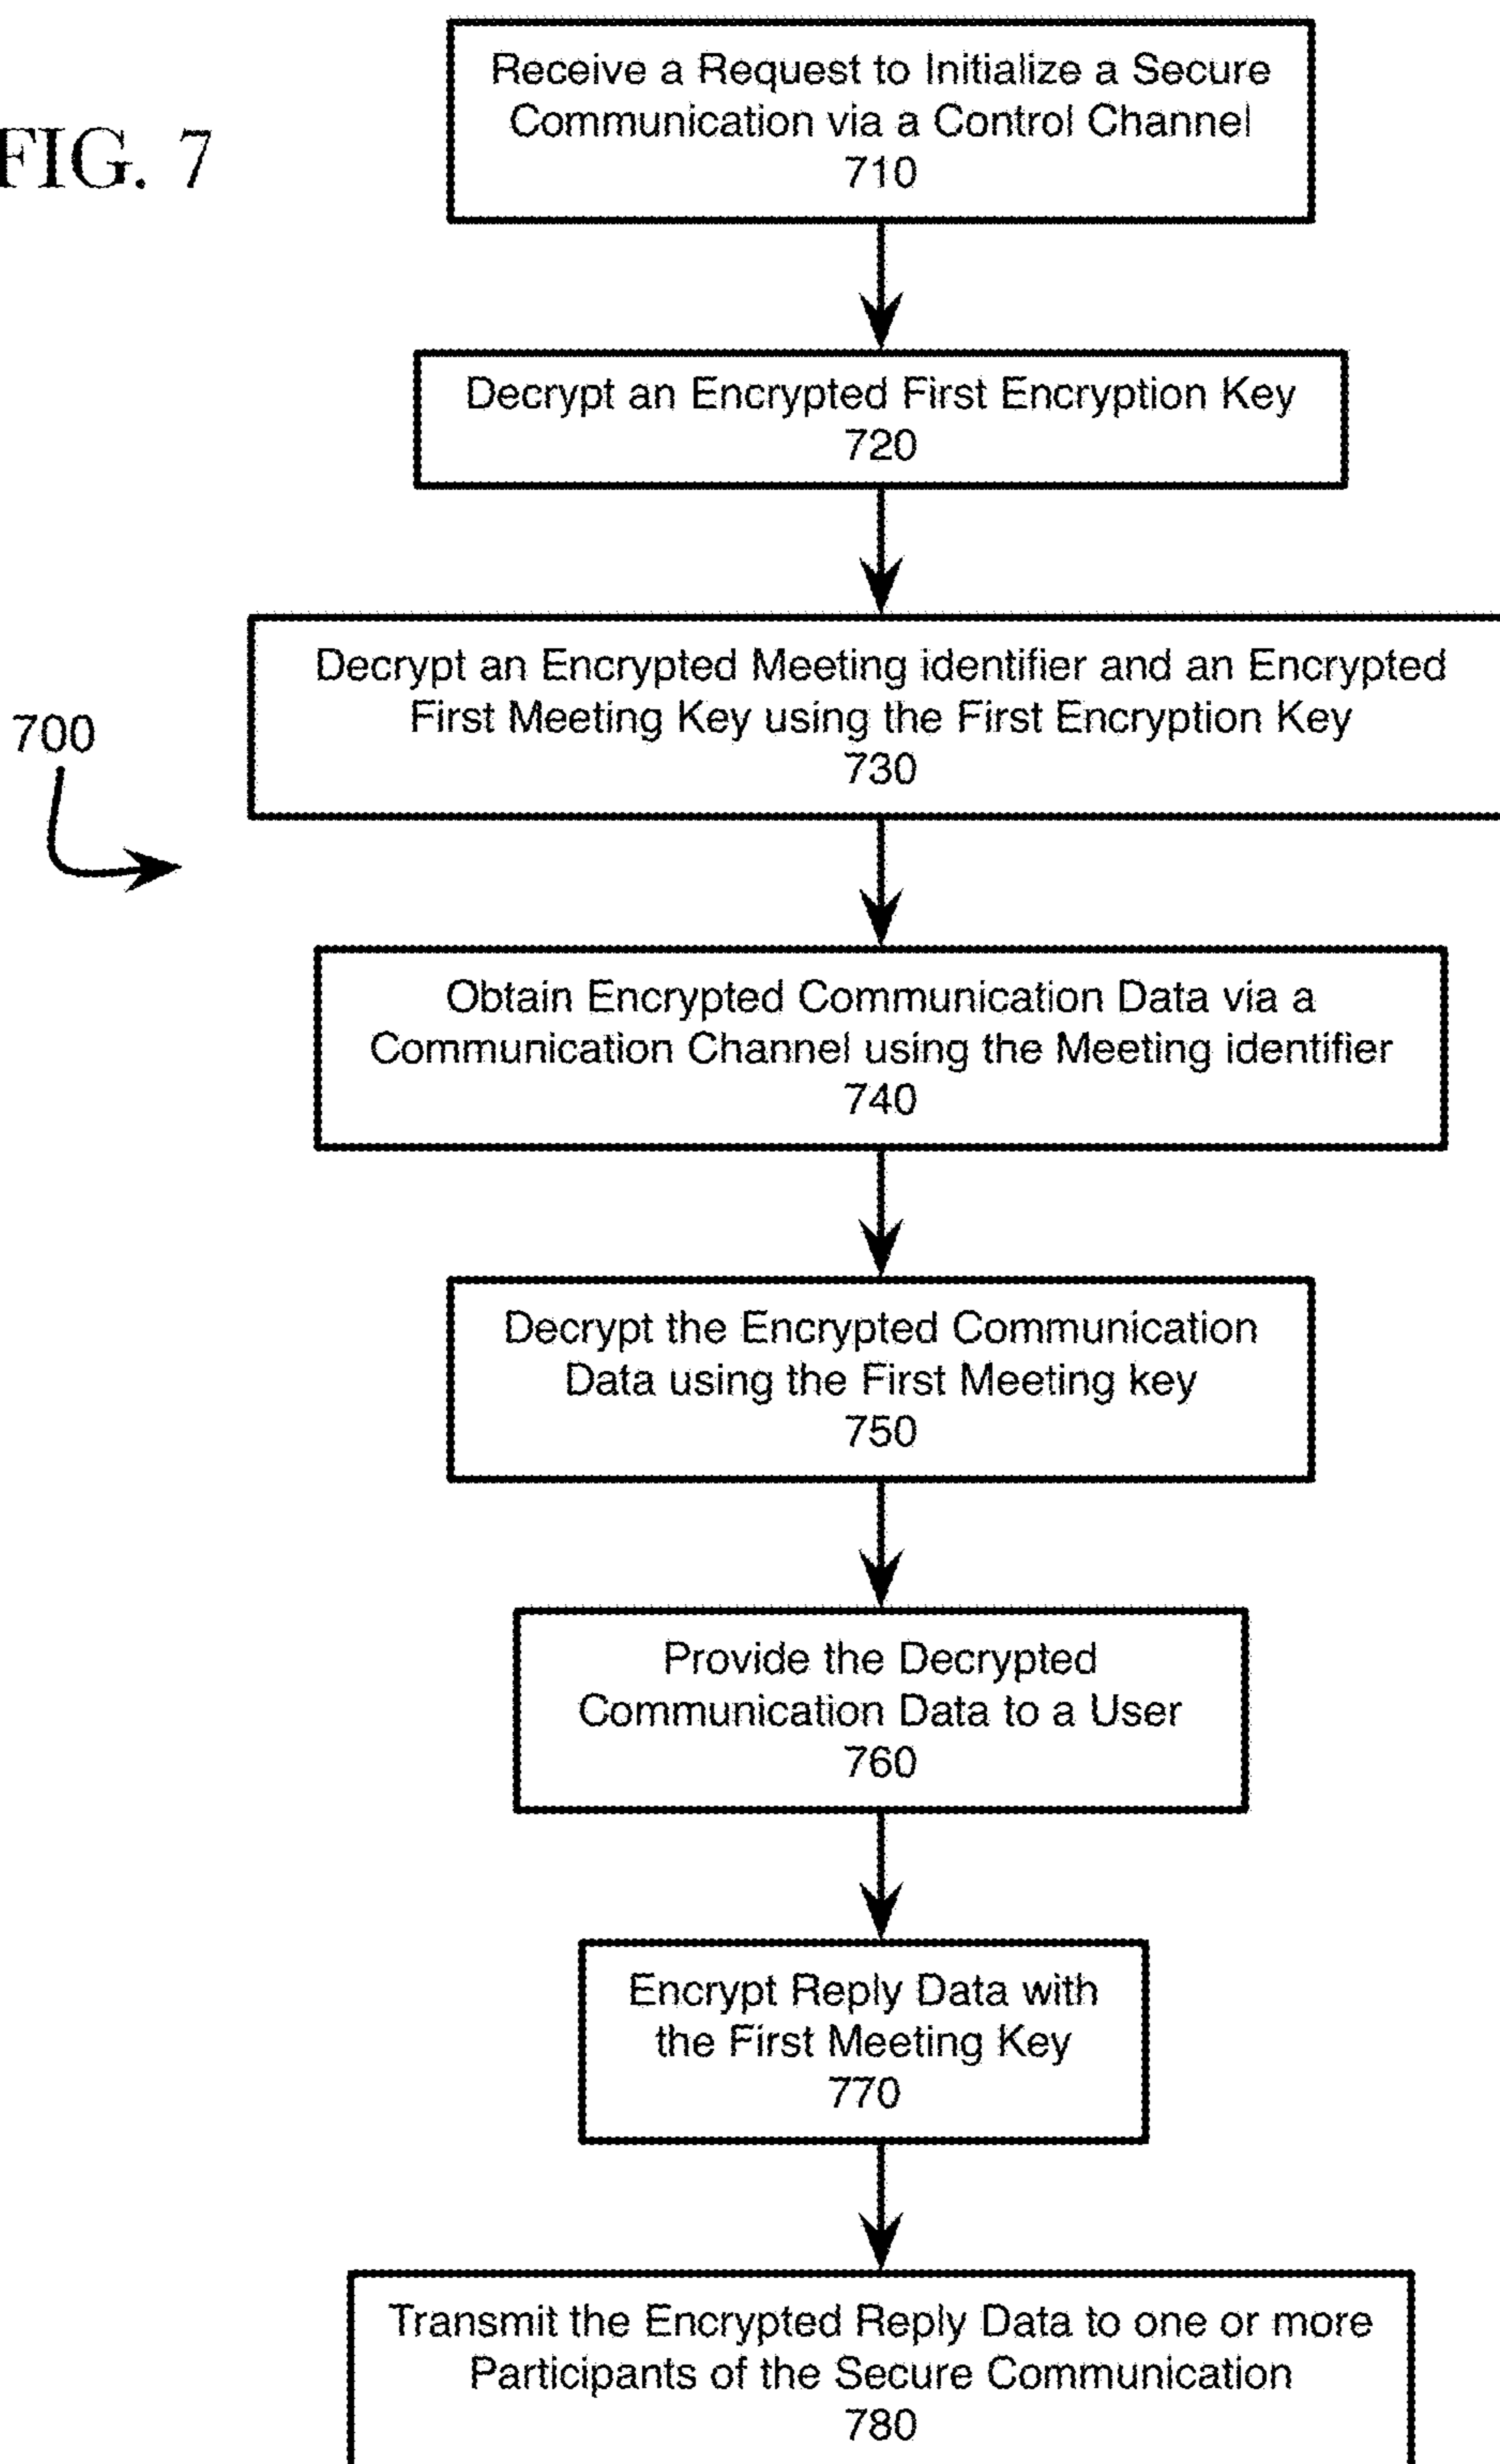 FIG. 7
Receive a Request to Initialize a Secure
Communication via a Control Channel
710
Decrypt an Encrypted First Encryption Key
720
Decrypt an Encrypted Meeting identifier and an Encrypted
First Meeting Key using the First Encryption Key
730
700
Obtain Encrypted Communication Data via a
Communication Channel using the Meeting identifier
740
Decrypt the Encrypted Communication
Data using the First Meeting key
750
Provide the Decrypted
Communication Data to a User
760
Encrypt Reply Data with
the First Meeting Key
770
Transmit the Encrypted Reply Data to one or more
Participants of the Secure Communication
780